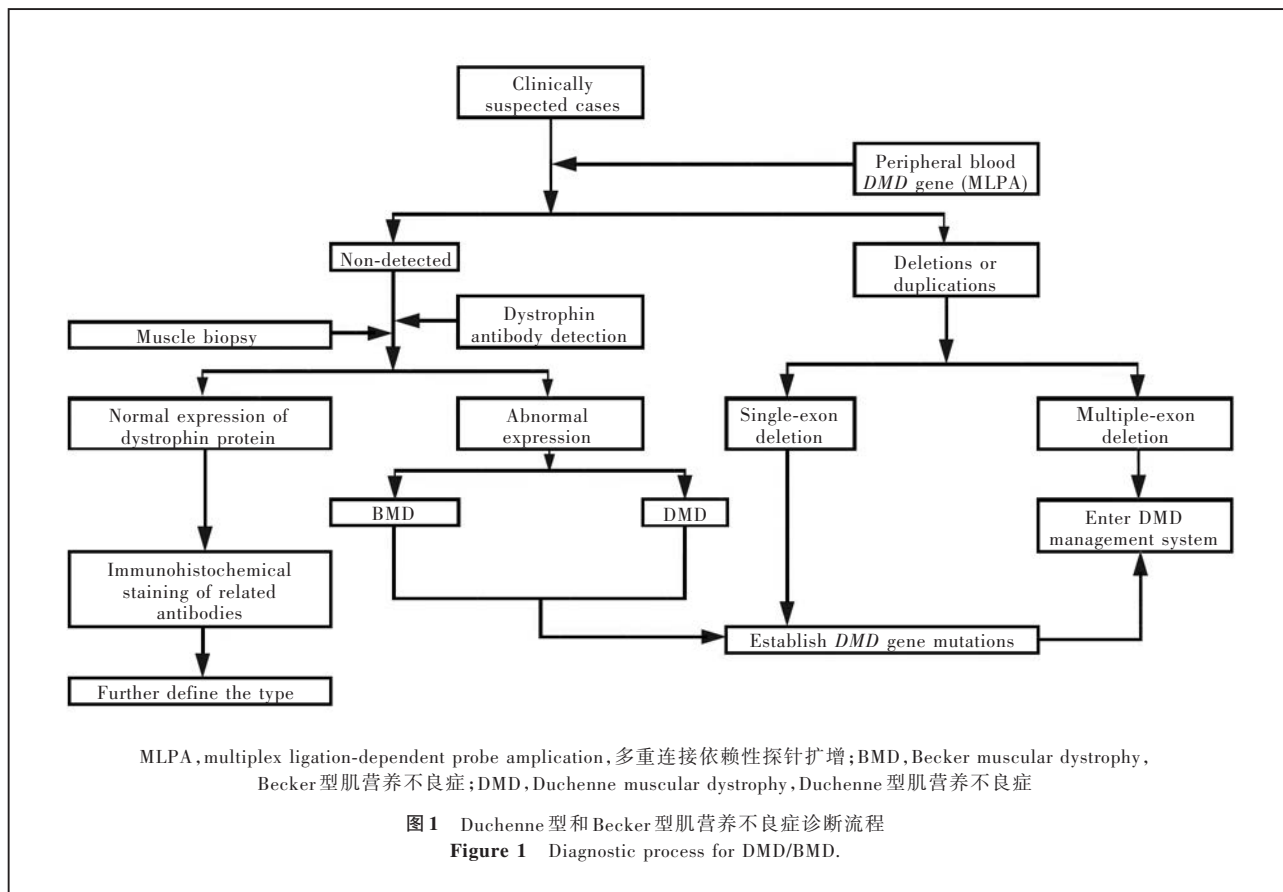 Clinically
suspected cases
Peripheral blood
DMD gene (MLPA)
Non-detected
Deletions or
duplications
Dystrophin
antibody detection
Muscle biopsy
Normal expression of
dystrophin protein
Abnormal
expression
Single-exon
deletion
Multiple-exon
deletion
BMD
DMD
Enter DMD
management system
Immunohistochemical
staining of related
antibodies
Establish DMD gene mutations
Further define the type
MLPA,multiplex ligation-dependent probe amplication,多重连接依赖性探针扩增;BMD,Becker muscular dystrophy,
Becker型肌营养不良症;DMD,Duchenne muscular dystrophy,Duchenne型肌营养不良症
图1 Duchenne型和Becker型肌营养不良症诊断流程
Figure 1 Diagnostic process for DMD/BMD.